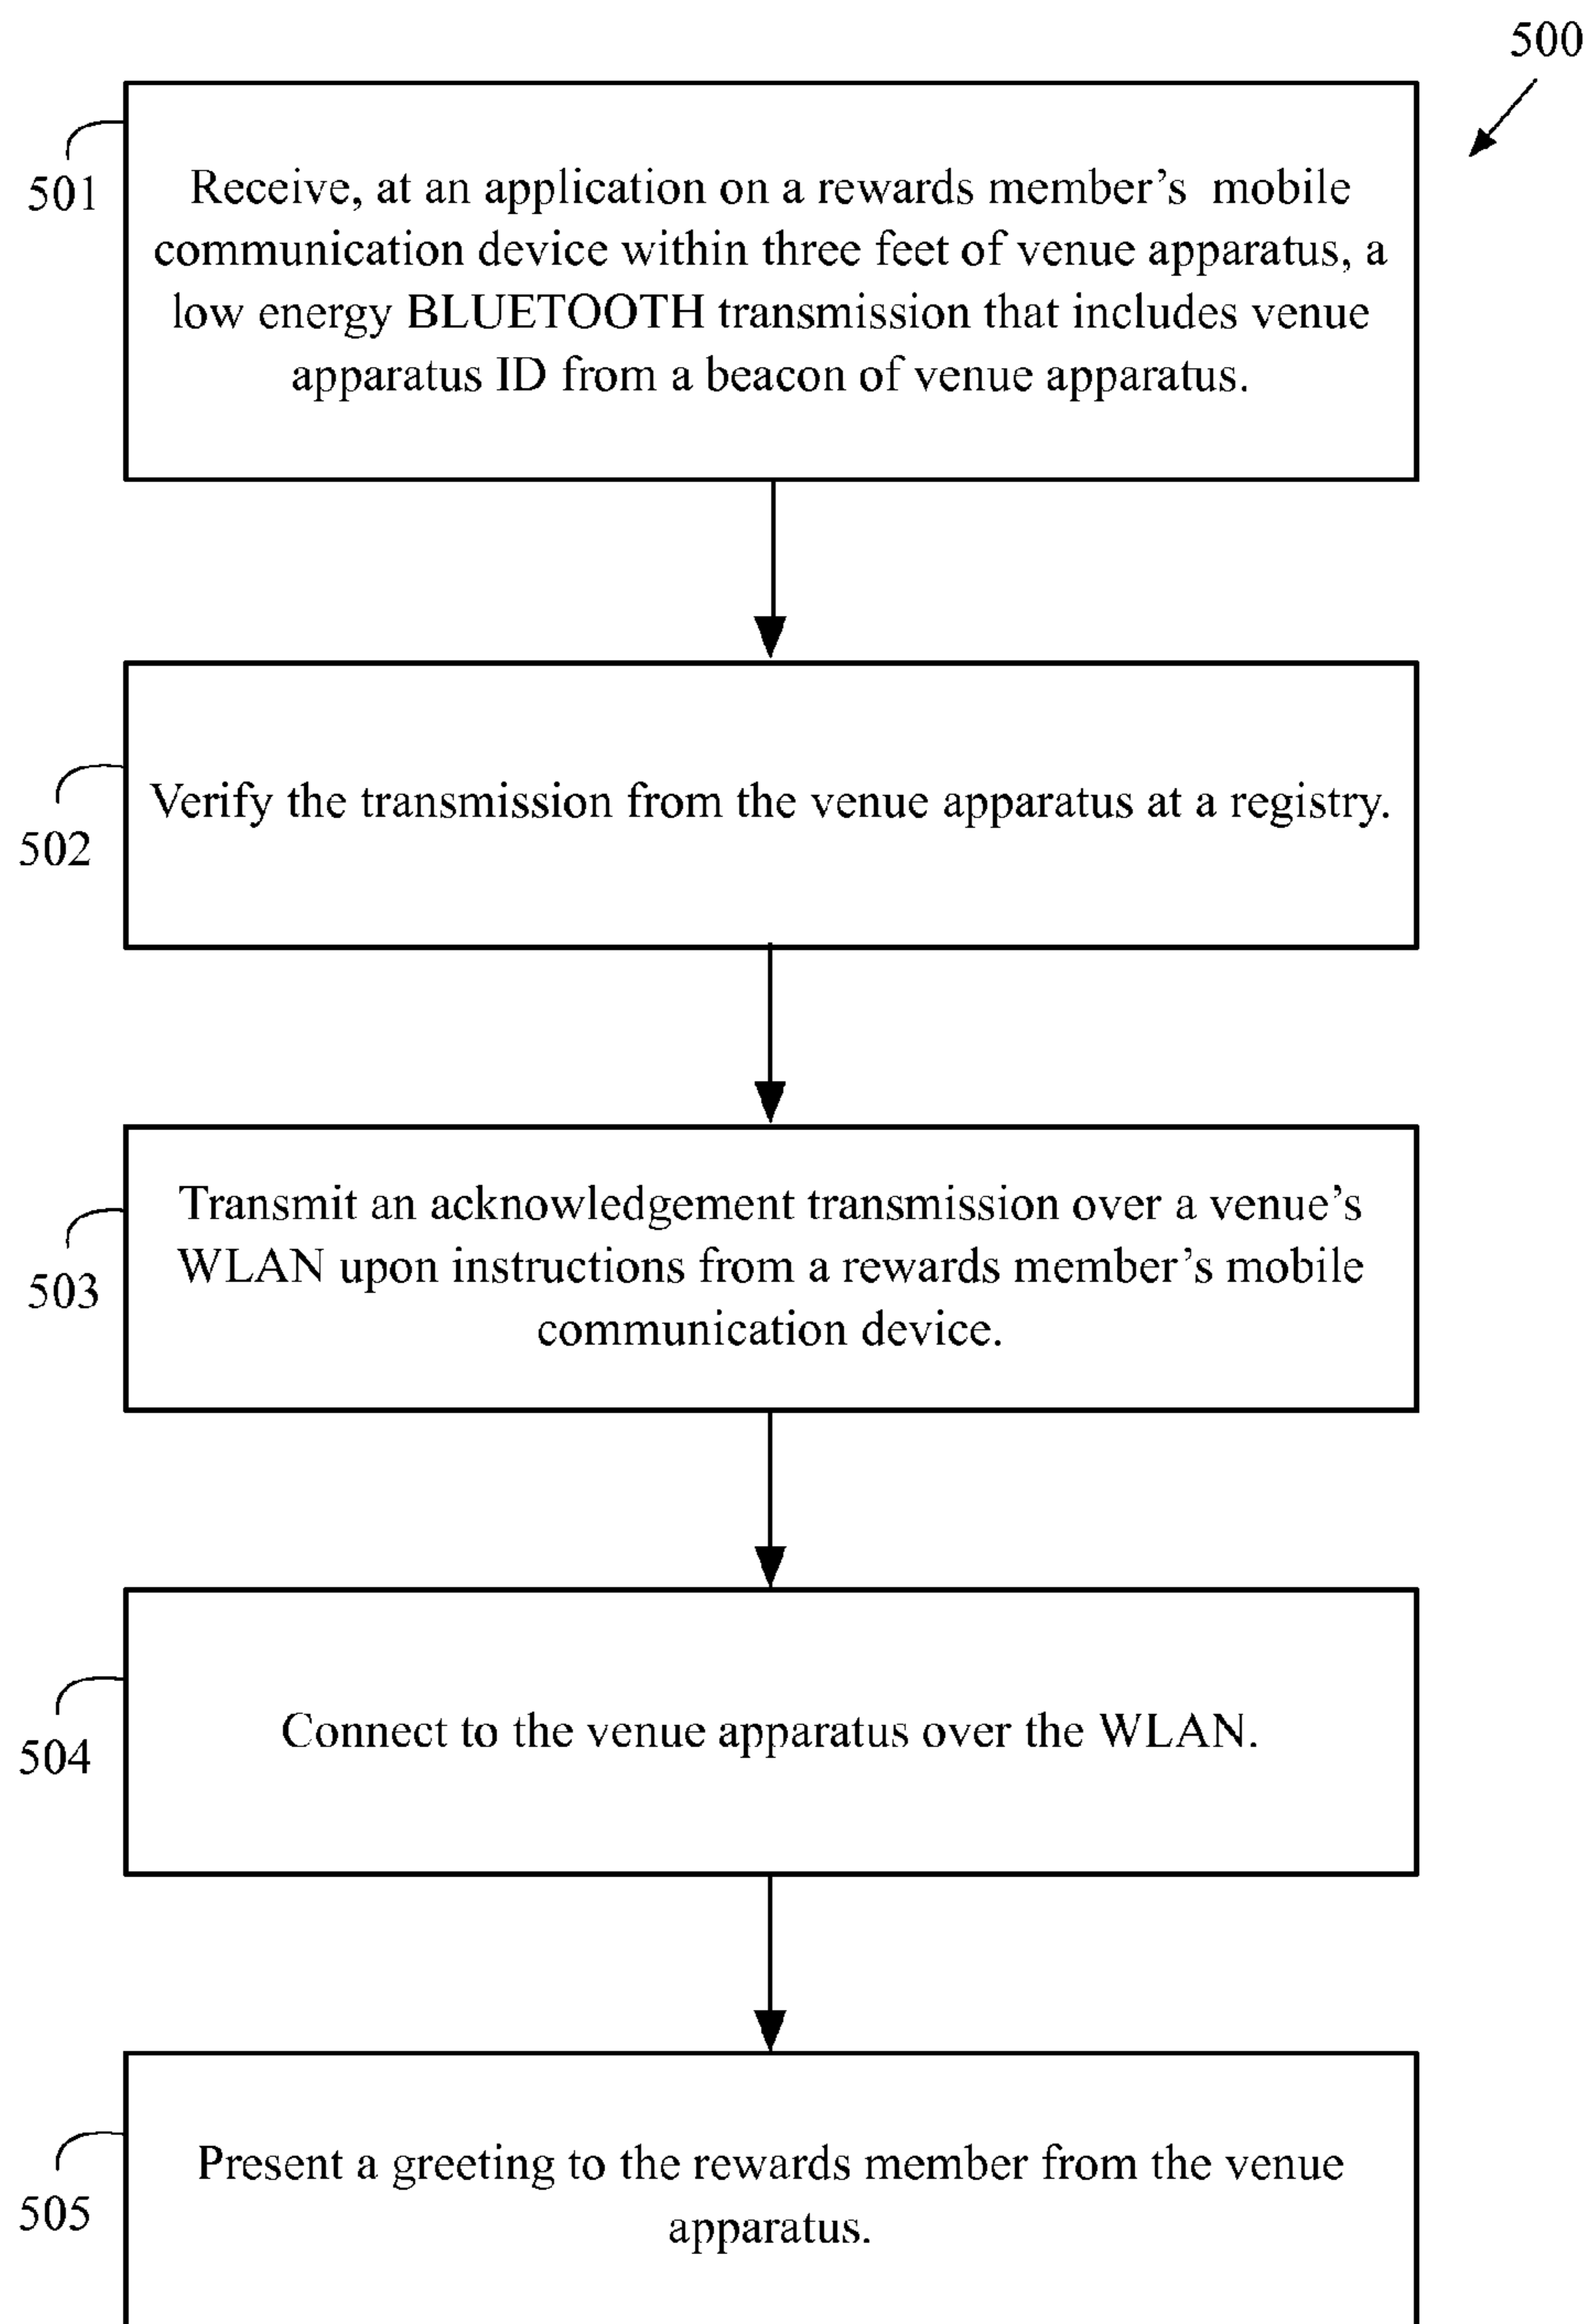 500
501
Receive, at an application on a rewards member’s mobile
communication device within three feet of venue apparatus, a
low energy BLUETOOTH transmission that includes venue
apparatus ID from a beacon of venue apparatus.
502
Verify the transmission from the venue apparatus at a registry.
503
Transmit an acknowledgement transmission over a venue’s
WLAN upon instructions from a rewards member’s mobile
communication device.
504
Connect to the venue apparatus over the WLAN.
505
Present a greeting to the rewards member from the venue
apparatus.